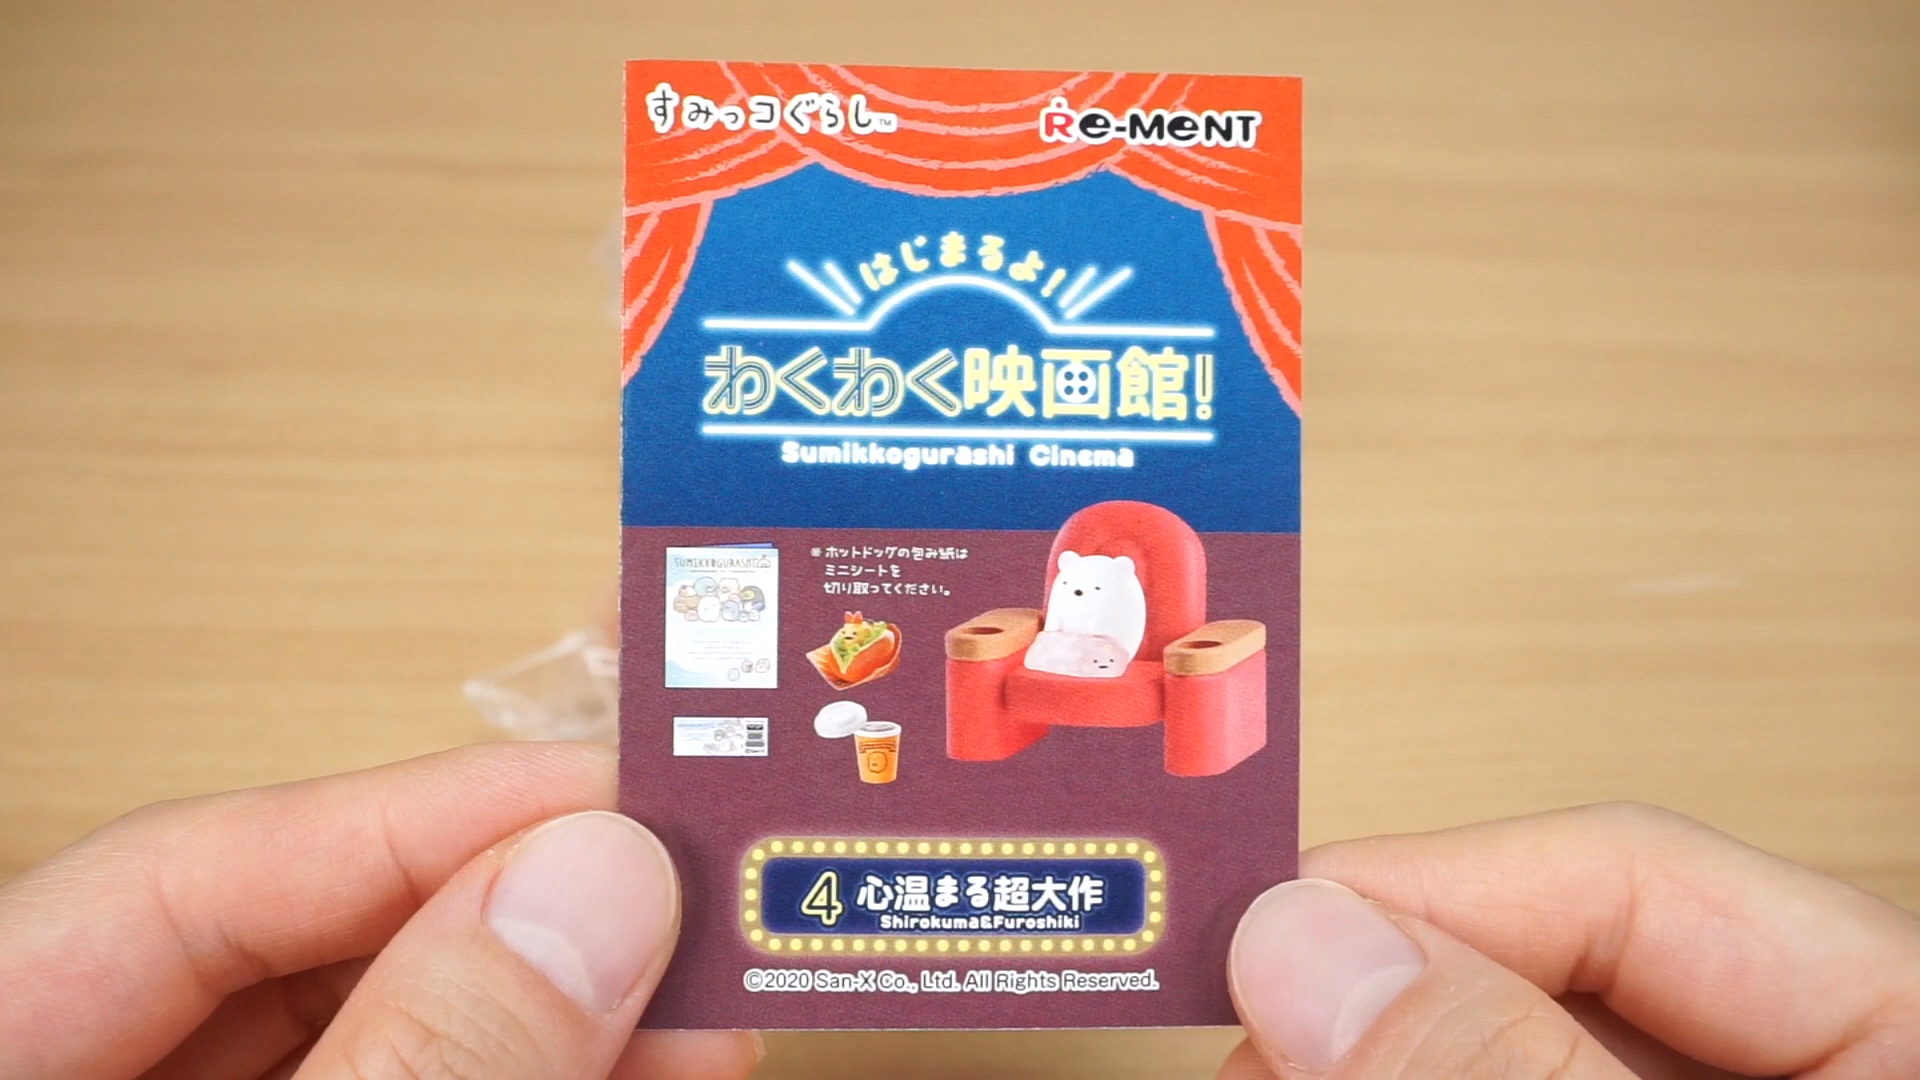 すみっコぐらし™
Re-MeNT
はじまるよ!
わくわく映画館!
Sumikkogurashi Cinema
SUMIKKOGURASHI
※ホットドッグの包み紙は
ミニシートを
切り取ってください。
4 心温まる超大作
Shirokuma&Furoshiki
©2020 San-X Co., Ltd. All Rights Reserved.